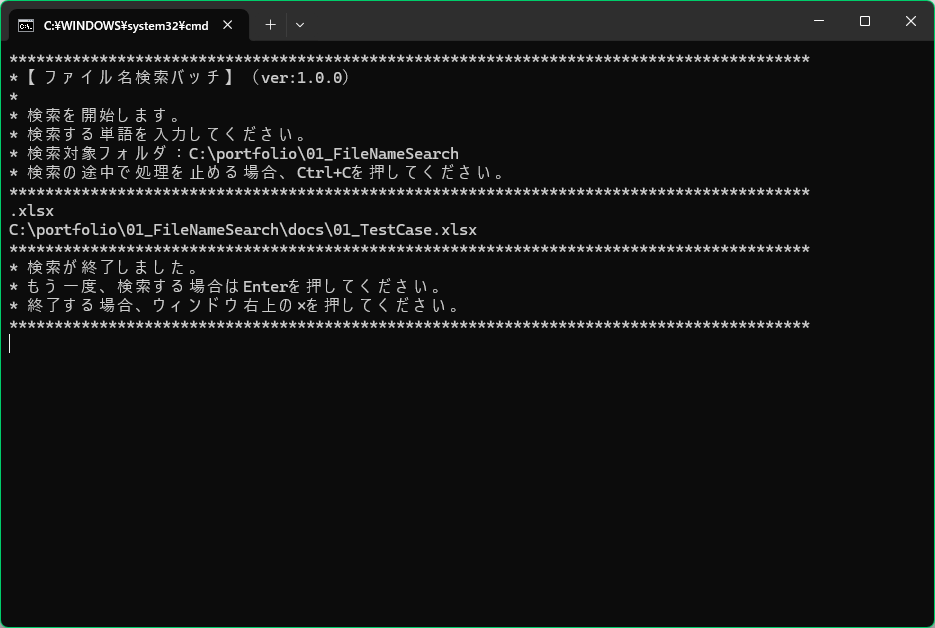 C:¥WINDOWS¥system32¥cmd
*****************************************************************************************
*【 ファイル名検索バッチ】 （ver:1.0.0）
*
* 検索を開始します。
* 検索する単語を入力してください。
* 検索対象フォルダ：C:\portfolio\01_FileNameSearch
* 検索の途中で処理を止める場合、Ctrl+Cを押してください。
*****************************************************************************************
.xlsx
C:\portfolio\01_FileNameSearch\docs\01_TestCase.xlsx
*****************************************************************************************
* 検索が終了しました。
* もう一度、検索する場合はEnterを押してください。
* 終了する場合、ウィンドウ右上の×を押してください。
*****************************************************************************************